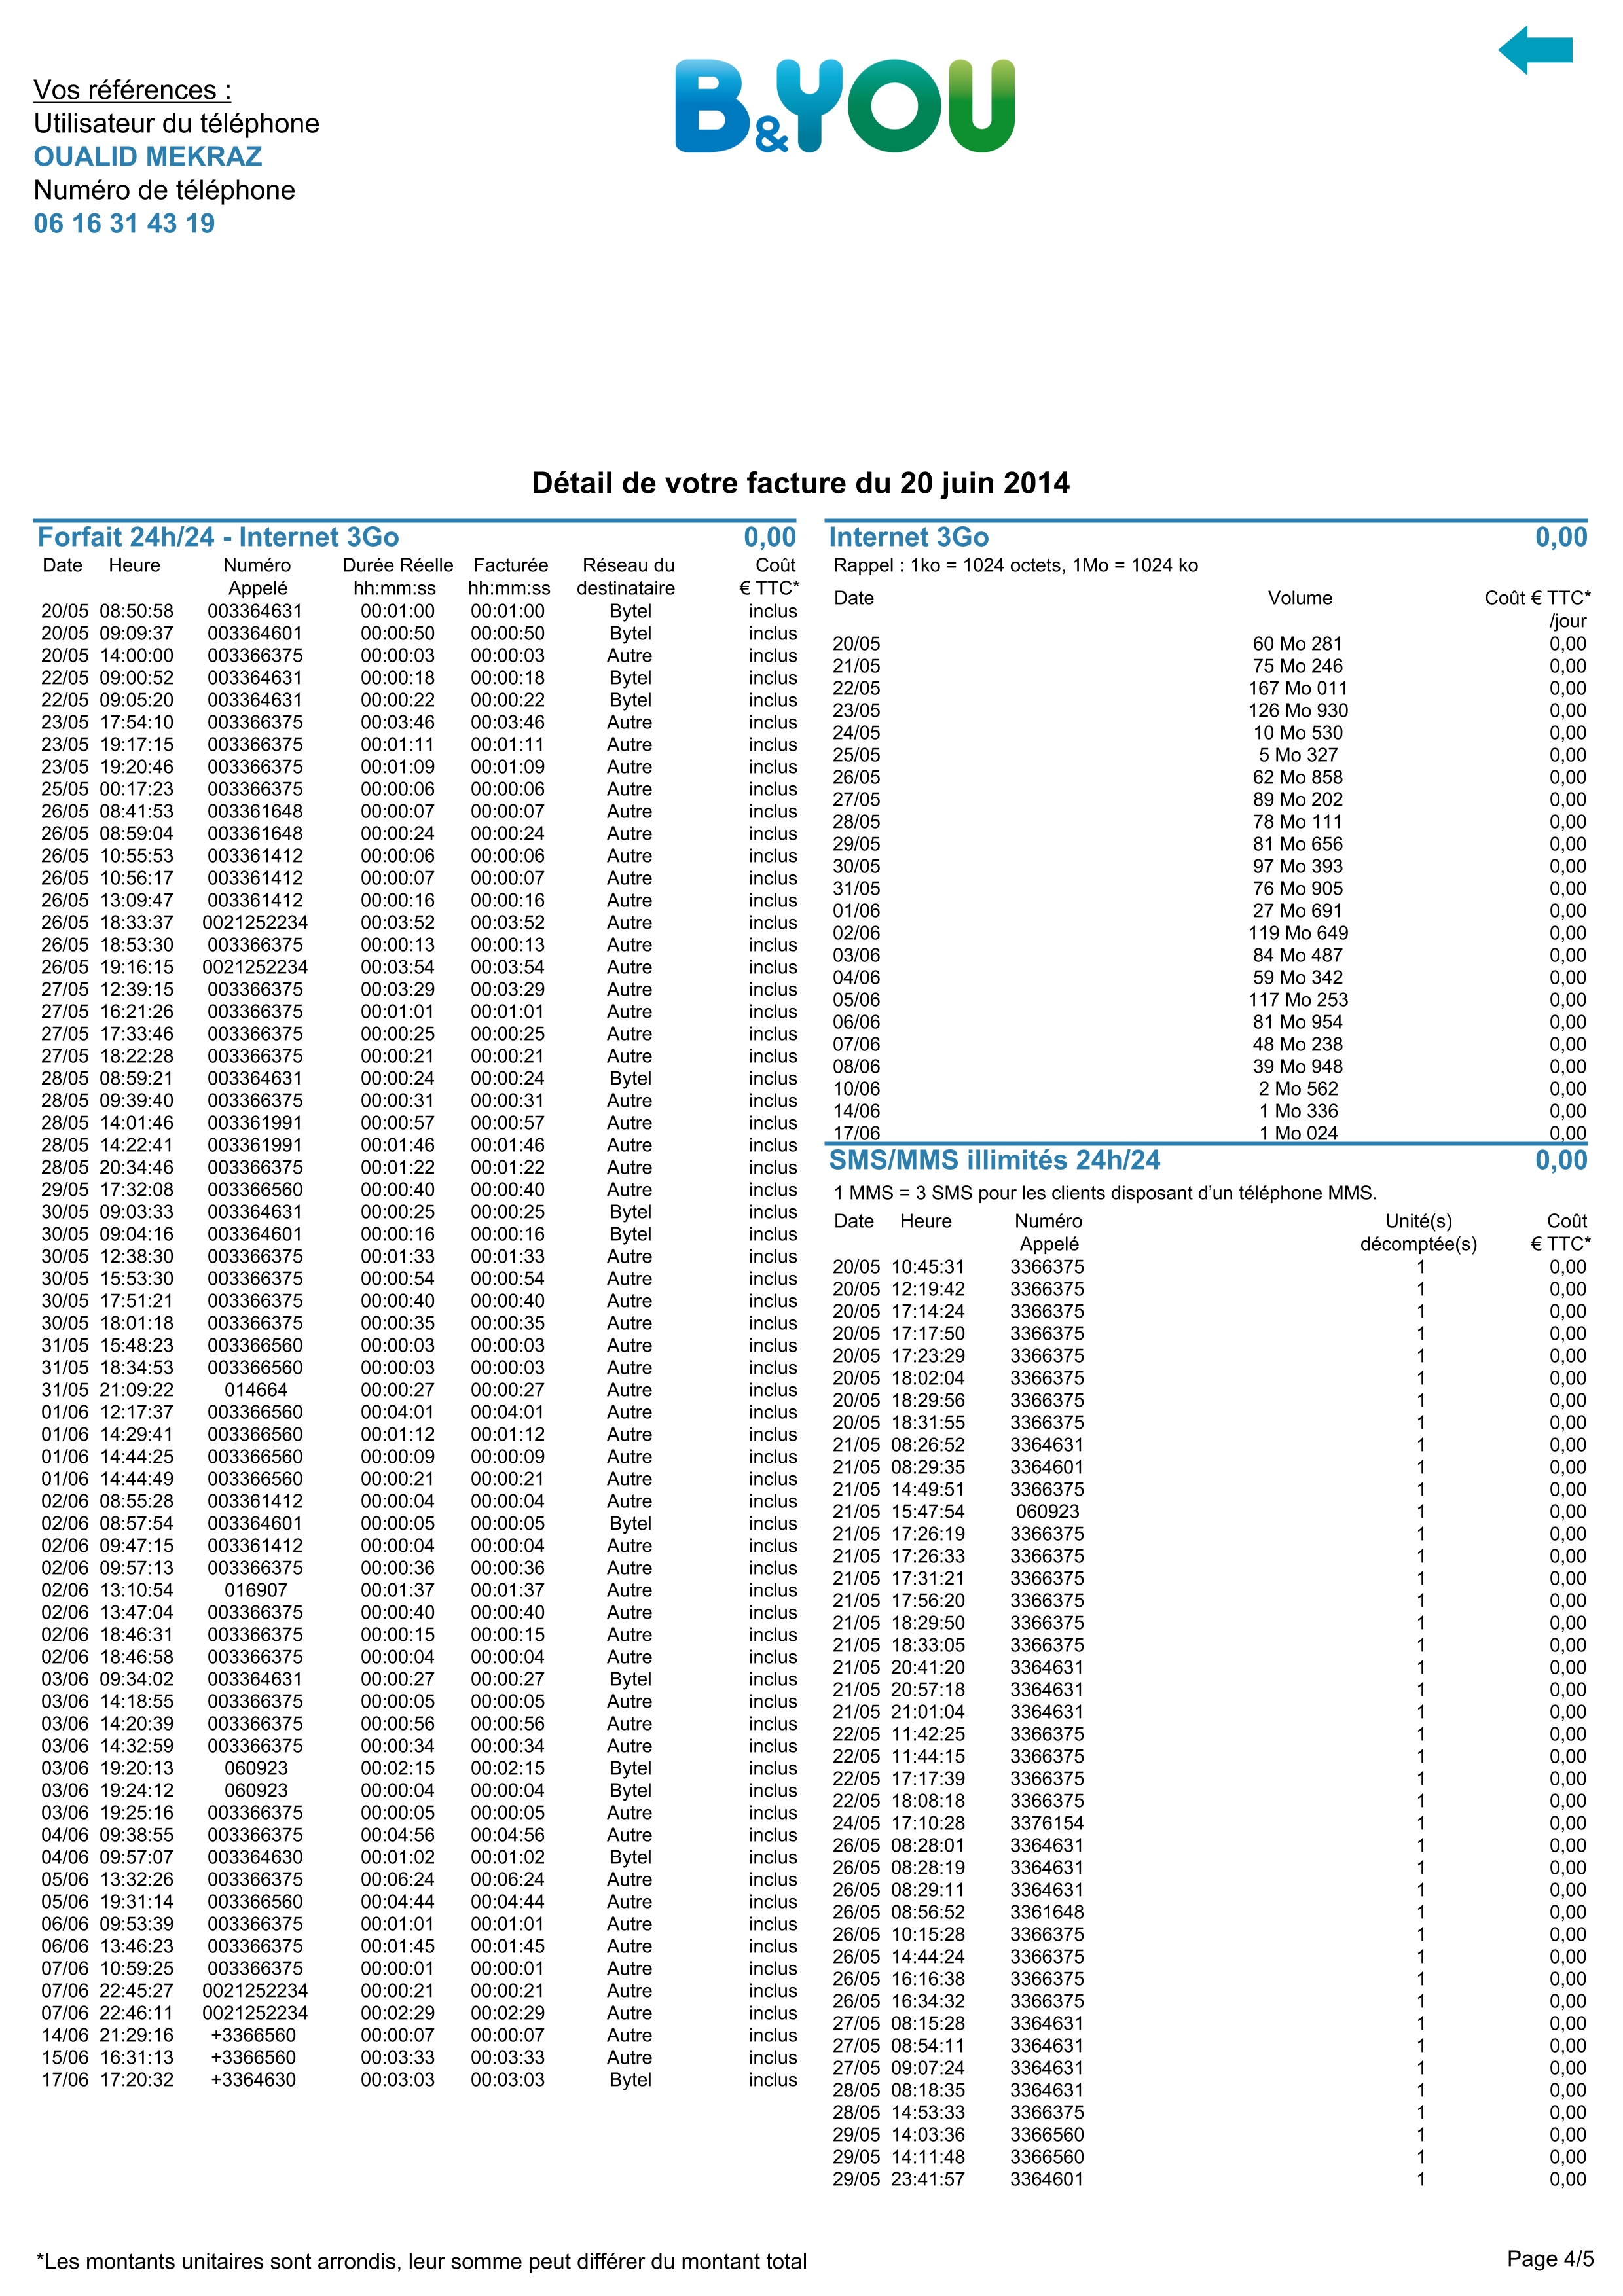 Vos références :
Utilisateur du téléphone
OUALID MEKRAZ
Numéro de téléphone
06 16 31 43 19
B&YOU
Détail de votre facture du 20 juin 2014
Forfait 24h/24 - Internet 3Go 0,00
Date Heure Numéro Durée Réelle Facturée Réseau du Coût
Appelé hh:mm:ss hh:mm:ss destinataire € TTC*
20/05 08:50:58 003364631 00:01:00 00:01:00 Bytel inclus
20/05 09:09:37 003364601 00:00:50 00:00:50 Bytel inclus
20/05 14:00:00 003366375 00:00:03 00:00:03 Autre inclus
22/05 09:00:52 003364631 00:00:18 00:00:18 Bytel inclus
22/05 09:05:20 003364631 00:00:22 00:00:22 Bytel inclus
23/05 17:54:10 003366375 00:03:46 00:03:46 Autre inclus
23/05 19:17:15 003366375 00:01:11 00:01:11 Autre inclus
23/05 19:20:46 003366375 00:01:09 00:01:09 Autre inclus
25/05 00:17:23 003366375 00:00:06 00:00:06 Autre inclus
26/05 08:41:53 003361648 00:00:07 00:00:07 Autre inclus
26/05 08:59:04 003361648 00:00:24 00:00:24 Autre inclus
26/05 10:55:53 003361412 00:00:06 00:00:06 Autre inclus
26/05 10:56:17 003361412 00:00:07 00:00:07 Autre inclus
26/05 13:09:47 003361412 00:00:16 00:00:16 Autre inclus
26/05 18:33:37 0021252234 00:03:52 00:03:52 Autre inclus
26/05 18:53:30 003366375 00:00:13 00:00:13 Autre inclus
26/05 19:16:15 0021252234 00:03:54 00:03:54 Autre inclus
27/05 12:39:15 003366375 00:03:29 00:03:29 Autre inclus
27/05 16:21:26 003366375 00:01:01 00:01:01 Autre inclus
27/05 17:33:46 003366375 00:00:25 00:00:25 Autre inclus
27/05 18:22:28 003366375 00:00:21 00:00:21 Autre inclus
28/05 08:59:21 003364631 00:00:24 00:00:24 Bytel inclus
28/05 09:39:40 003366375 00:00:31 00:00:31 Autre inclus
28/05 14:01:46 003361991 00:00:57 00:00:57 Autre inclus
28/05 14:22:41 003361991 00:01:46 00:01:46 Autre inclus
28/05 20:34:46 003366375 00:01:22 00:01:22 Autre inclus
29/05 17:32:08 003366560 00:00:40 00:00:40 Autre inclus
30/05 09:03:33 003364631 00:00:25 00:00:25 Bytel inclus
30/05 09:04:16 003364601 00:00:16 00:00:16 Bytel inclus
30/05 12:38:30 003366375 00:01:33 00:01:33 Autre inclus
30/05 15:53:30 003366375 00:00:54 00:00:54 Autre inclus
30/05 17:51:21 003366375 00:00:40 00:00:40 Autre inclus
30/05 18:01:18 003366375 00:00:35 00:00:35 Autre inclus
31/05 15:48:23 003366560 00:00:03 00:00:03 Autre inclus
31/05 18:34:53 003366560 00:00:03 00:00:03 Autre inclus
31/05 21:09:22 014664 00:00:27 00:00:27 Autre inclus
01/06 12:17:37 003366560 00:04:01 00:04:01 Autre inclus
01/06 14:29:41 003366560 00:01:12 00:01:12 Autre inclus
01/06 14:44:25 003366560 00:00:09 00:00:09 Autre inclus
01/06 14:44:49 003366560 00:00:21 00:00:21 Autre inclus
02/06 08:55:28 003361412 00:00:04 00:00:04 Autre inclus
02/06 08:57:54 003364601 00:00:05 00:00:05 Bytel inclus
02/06 09:47:15 003361412 00:00:04 00:00:04 Autre inclus
02/06 09:57:13 003366375 00:00:36 00:00:36 Autre inclus
02/06 13:10:54 016907 00:01:37 00:01:37 Autre inclus
02/06 13:47:04 003366375 00:00:40 00:00:40 Autre inclus
02/06 18:46:31 003366375 00:00:15 00:00:15 Autre inclus
02/06 18:46:58 003366375 00:00:04 00:00:04 Autre inclus
03/06 09:34:02 003364631 00:00:27 00:00:27 Bytel inclus
03/06 14:18:55 003366375 00:00:05 00:00:05 Autre inclus
03/06 14:20:39 003366375 00:00:56 00:00:56 Autre inclus
03/06 14:32:59 003366375 00:00:34 00:00:34 Autre inclus
03/06 19:20:13 060923 00:02:15 00:02:15 Bytel inclus
03/06 19:24:12 060923 00:00:04 00:00:04 Bytel inclus
03/06 19:25:16 003366375 00:00:05 00:00:05 Autre inclus
04/06 09:38:55 003366375 00:04:56 00:04:56 Autre inclus
04/06 09:57:07 003364630 00:01:02 00:01:02 Bytel inclus
05/06 13:32:26 003366375 00:06:24 00:06:24 Autre inclus
05/06 19:31:14 003366560 00:04:44 00:04:44 Autre inclus
06/06 09:53:39 003366375 00:01:01 00:01:01 Autre inclus
06/06 13:46:23 003366375 00:01:45 00:01:45 Autre inclus
07/06 10:59:25 003366375 00:00:01 00:00:01 Autre inclus
07/06 22:45:27 0021252234 00:00:21 00:00:21 Autre inclus
07/06 22:46:11 0021252234 00:02:29 00:02:29 Autre inclus
14/06 21:29:16 +3366560 00:00:07 00:00:07 Autre inclus
15/06 16:31:13 +3366560 00:03:33 00:03:33 Autre inclus
17/06 17:20:32 +3364630 00:03:03 00:03:03 Bytel inclus
Internet 3Go 0,00
Rappel : 1ko = 1024 octets, 1Mo = 1024 ko
Date Volume Coût € TTC*
/jour
20/05 60 Mo 281 0,00
21/05 75 Mo 246 0,00
22/05 167 Mo 011 0,00
23/05 126 Mo 930 0,00
24/05 10 Mo 530 0,00
25/05 5 Mo 327 0,00
26/05 62 Mo 858 0,00
27/05 89 Mo 202 0,00
28/05 78 Mo 111 0,00
29/05 81 Mo 656 0,00
30/05 97 Mo 393 0,00
31/05 76 Mo 905 0,00
01/06 27 Mo 691 0,00
02/06 119 Mo 649 0,00
03/06 84 Mo 487 0,00
04/06 59 Mo 342 0,00
05/06 117 Mo 253 0,00
06/06 81 Mo 954 0,00
07/06 48 Mo 238 0,00
08/06 39 Mo 948 0,00
10/06 2 Mo 562 0,00
14/06 1 Mo 336 0,00
17/06 1 Mo 024 0,00
SMS/MMS illimités 24h/24 0,00
1 MMS = 3 SMS pour les clients disposant d'un téléphone MMS.
Date Heure Numéro Unité(s) Coût
Appelé décomptée(s) € TTC*
20/05 10:45:31 3366375 1 0,00
20/05 12:19:42 3366375 1 0,00
20/05 17:14:24 3366375 1 0,00
20/05 17:17:50 3366375 1 0,00
20/05 17:23:29 3366375 1 0,00
20/05 18:02:04 3366375 1 0,00
20/05 18:29:56 3366375 1 0,00
20/05 18:31:55 3366375 1 0,00
21/05 08:26:52 3364631 1 0,00
21/05 08:29:35 3364601 1 0,00
21/05 14:49:51 3366375 1 0,00
21/05 15:47:54 060923 1 0,00
21/05 17:26:19 3366375 1 0,00
21/05 17:26:33 3366375 1 0,00
21/05 17:31:21 3366375 1 0,00
21/05 17:56:20 3366375 1 0,00
21/05 18:29:50 3366375 1 0,00
21/05 18:33:05 3366375 1 0,00
21/05 20:41:20 3364631 1 0,00
21/05 20:57:18 3364631 1 0,00
21/05 21:01:04 3364631 1 0,00
22/05 11:42:25 3366375 1 0,00
22/05 11:44:15 3366375 1 0,00
22/05 17:17:39 3366375 1 0,00
22/05 18:08:18 3366375 1 0,00
24/05 17:10:28 3376154 1 0,00
26/05 08:28:01 3364631 1 0,00
26/05 08:28:19 3364631 1 0,00
26/05 08:29:11 3364631 1 0,00
26/05 08:56:52 3361648 1 0,00
26/05 10:15:28 3366375 1 0,00
26/05 14:44:24 3366375 1 0,00
26/05 16:16:38 3366375 1 0,00
26/05 16:34:32 3366375 1 0,00
27/05 08:15:28 3364631 1 0,00
27/05 08:54:11 3364631 1 0,00
27/05 09:07:24 3364631 1 0,00
28/05 08:18:35 3364631 1 0,00
28/05 14:53:33 3366375 1 0,00
29/05 14:03:36 3366560 1 0,00
29/05 14:11:48 3366560 1 0,00
29/05 23:41:57 3364601 1 0,00
*Les montants unitaires sont arrondis, leur somme peut différer du montant total
Page 4/5